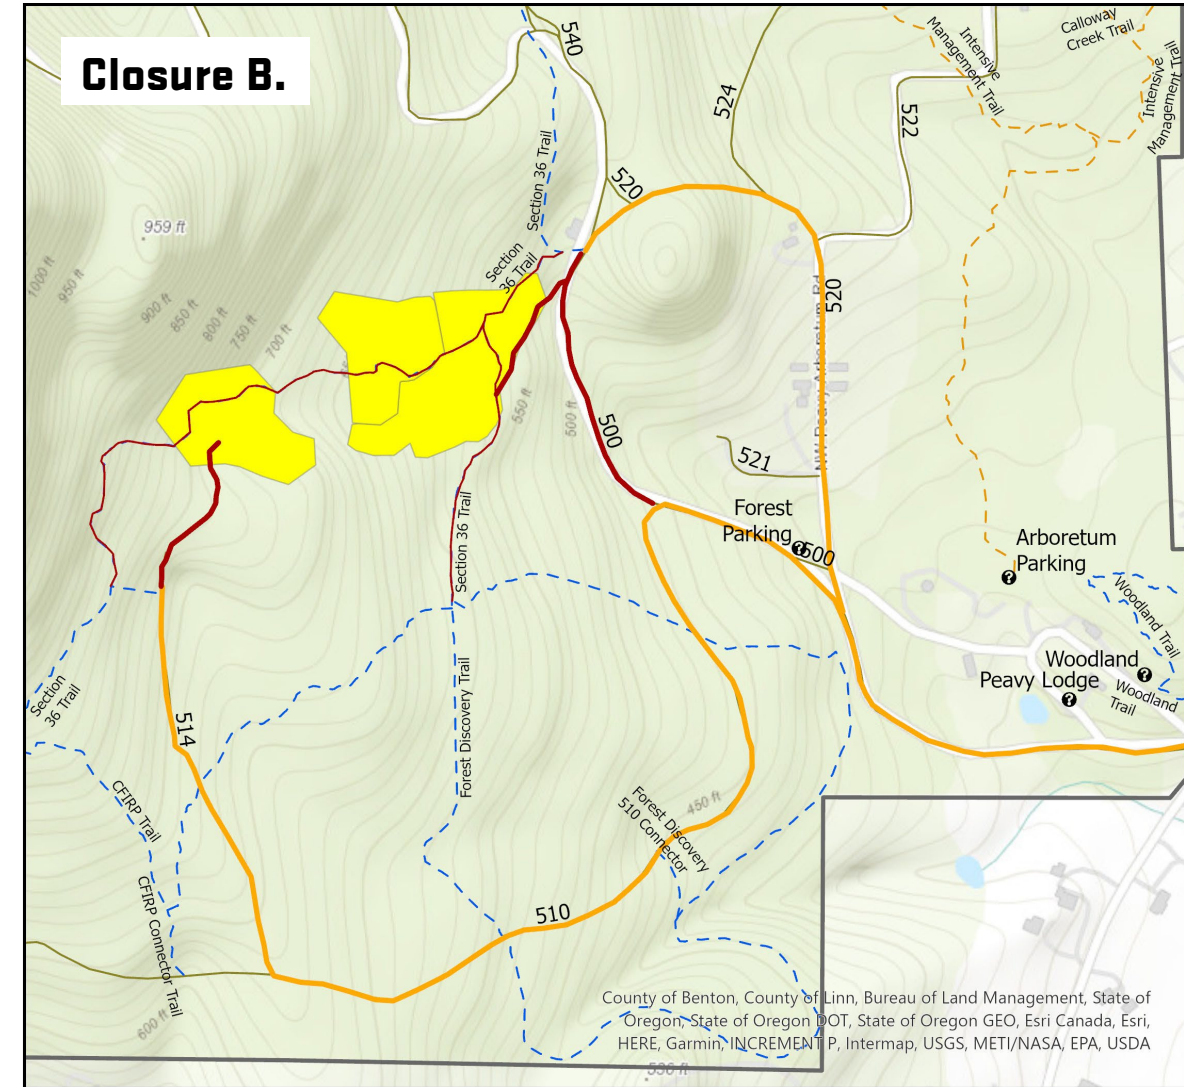 Closure B.
540
Intensive
Management Trail
Calloway
Creek Trail
Intensive
Management Trail
524
522
Section 36 Trail
520
959 ft
Section
36 Trail
1000 ft
950 ft
900 ft
850 ft
800 ft
750 ft
700 ft
520
NW Peavy Arboretum Rd
550 ft
500 ft
500
521
Section 36 Trail
Forest
Parking
500
Arboretum
Parking
Woodland Trail
Woodland
Peavy Lodge
Woodland
Trail
Section
36 Trail
514
Forest Discovery Trail
CFIRP Trail
Forest Discovery
510 Connector
450 ft
CFIRP Connector Trail
510
600 ft
County of Benton, County of Linn, Bureau of Land Management, State of
Oregon, State of Oregon DOT, State of Oregon GEO, Esri Canada, Esri,
HERE, Garmin, INCREMENT P, Intermap, USGS, METI/NASA, EPA, USDA